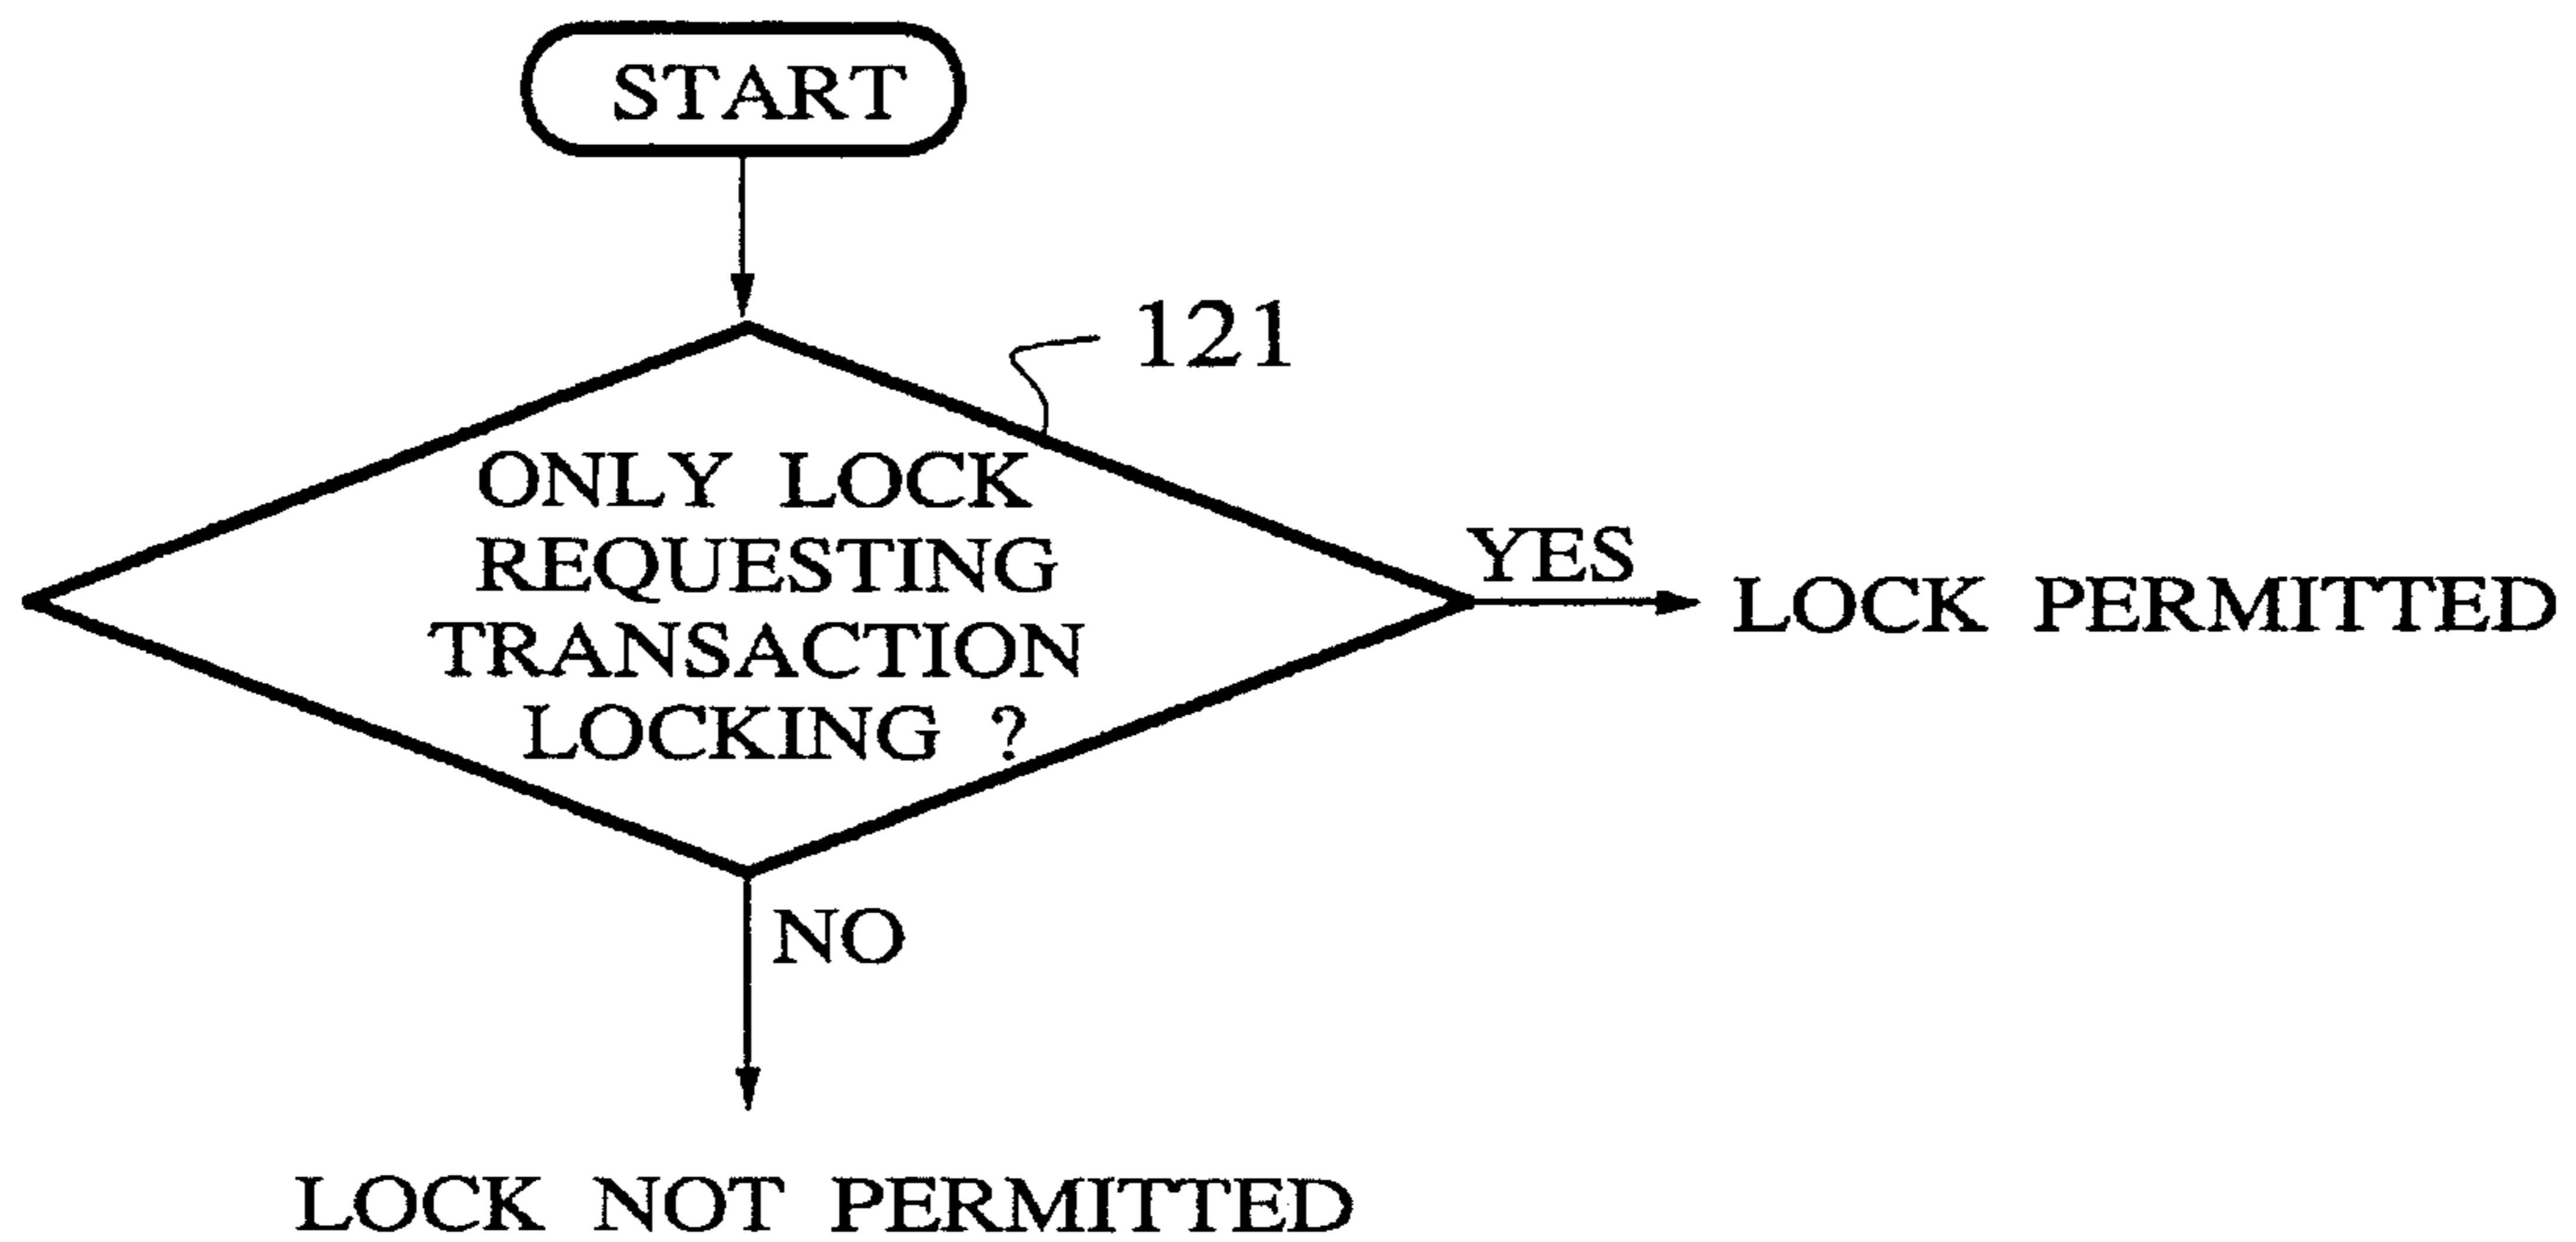 START
121
ONLY LOCK
REQUESTING
TRANSACTION
LOCKING ?
YES
LOCK PERMITTED
NO
LOCK NOT PERMITTED